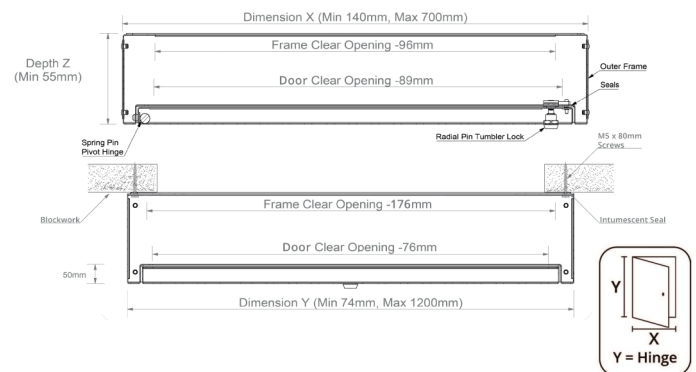 Dimension X (Min 140mm, Max 700mm)
Frame Clear Opening -96mm
Depth Z
(Min 55mm)
Outer Frame
Door Clear Opening -89mm
Seals
Radial Pin Tumbler Lock
Spring Pin
Pivot Hinge
M5 x 80mm
Screws
Frame Clear Opening -176mm
Blockwork
Intumescent Seal
Door Clear Opening -76mm
50mm
Dimension Y (Min 74mm, Max 1200mm)
Y
X
Y = Hinge